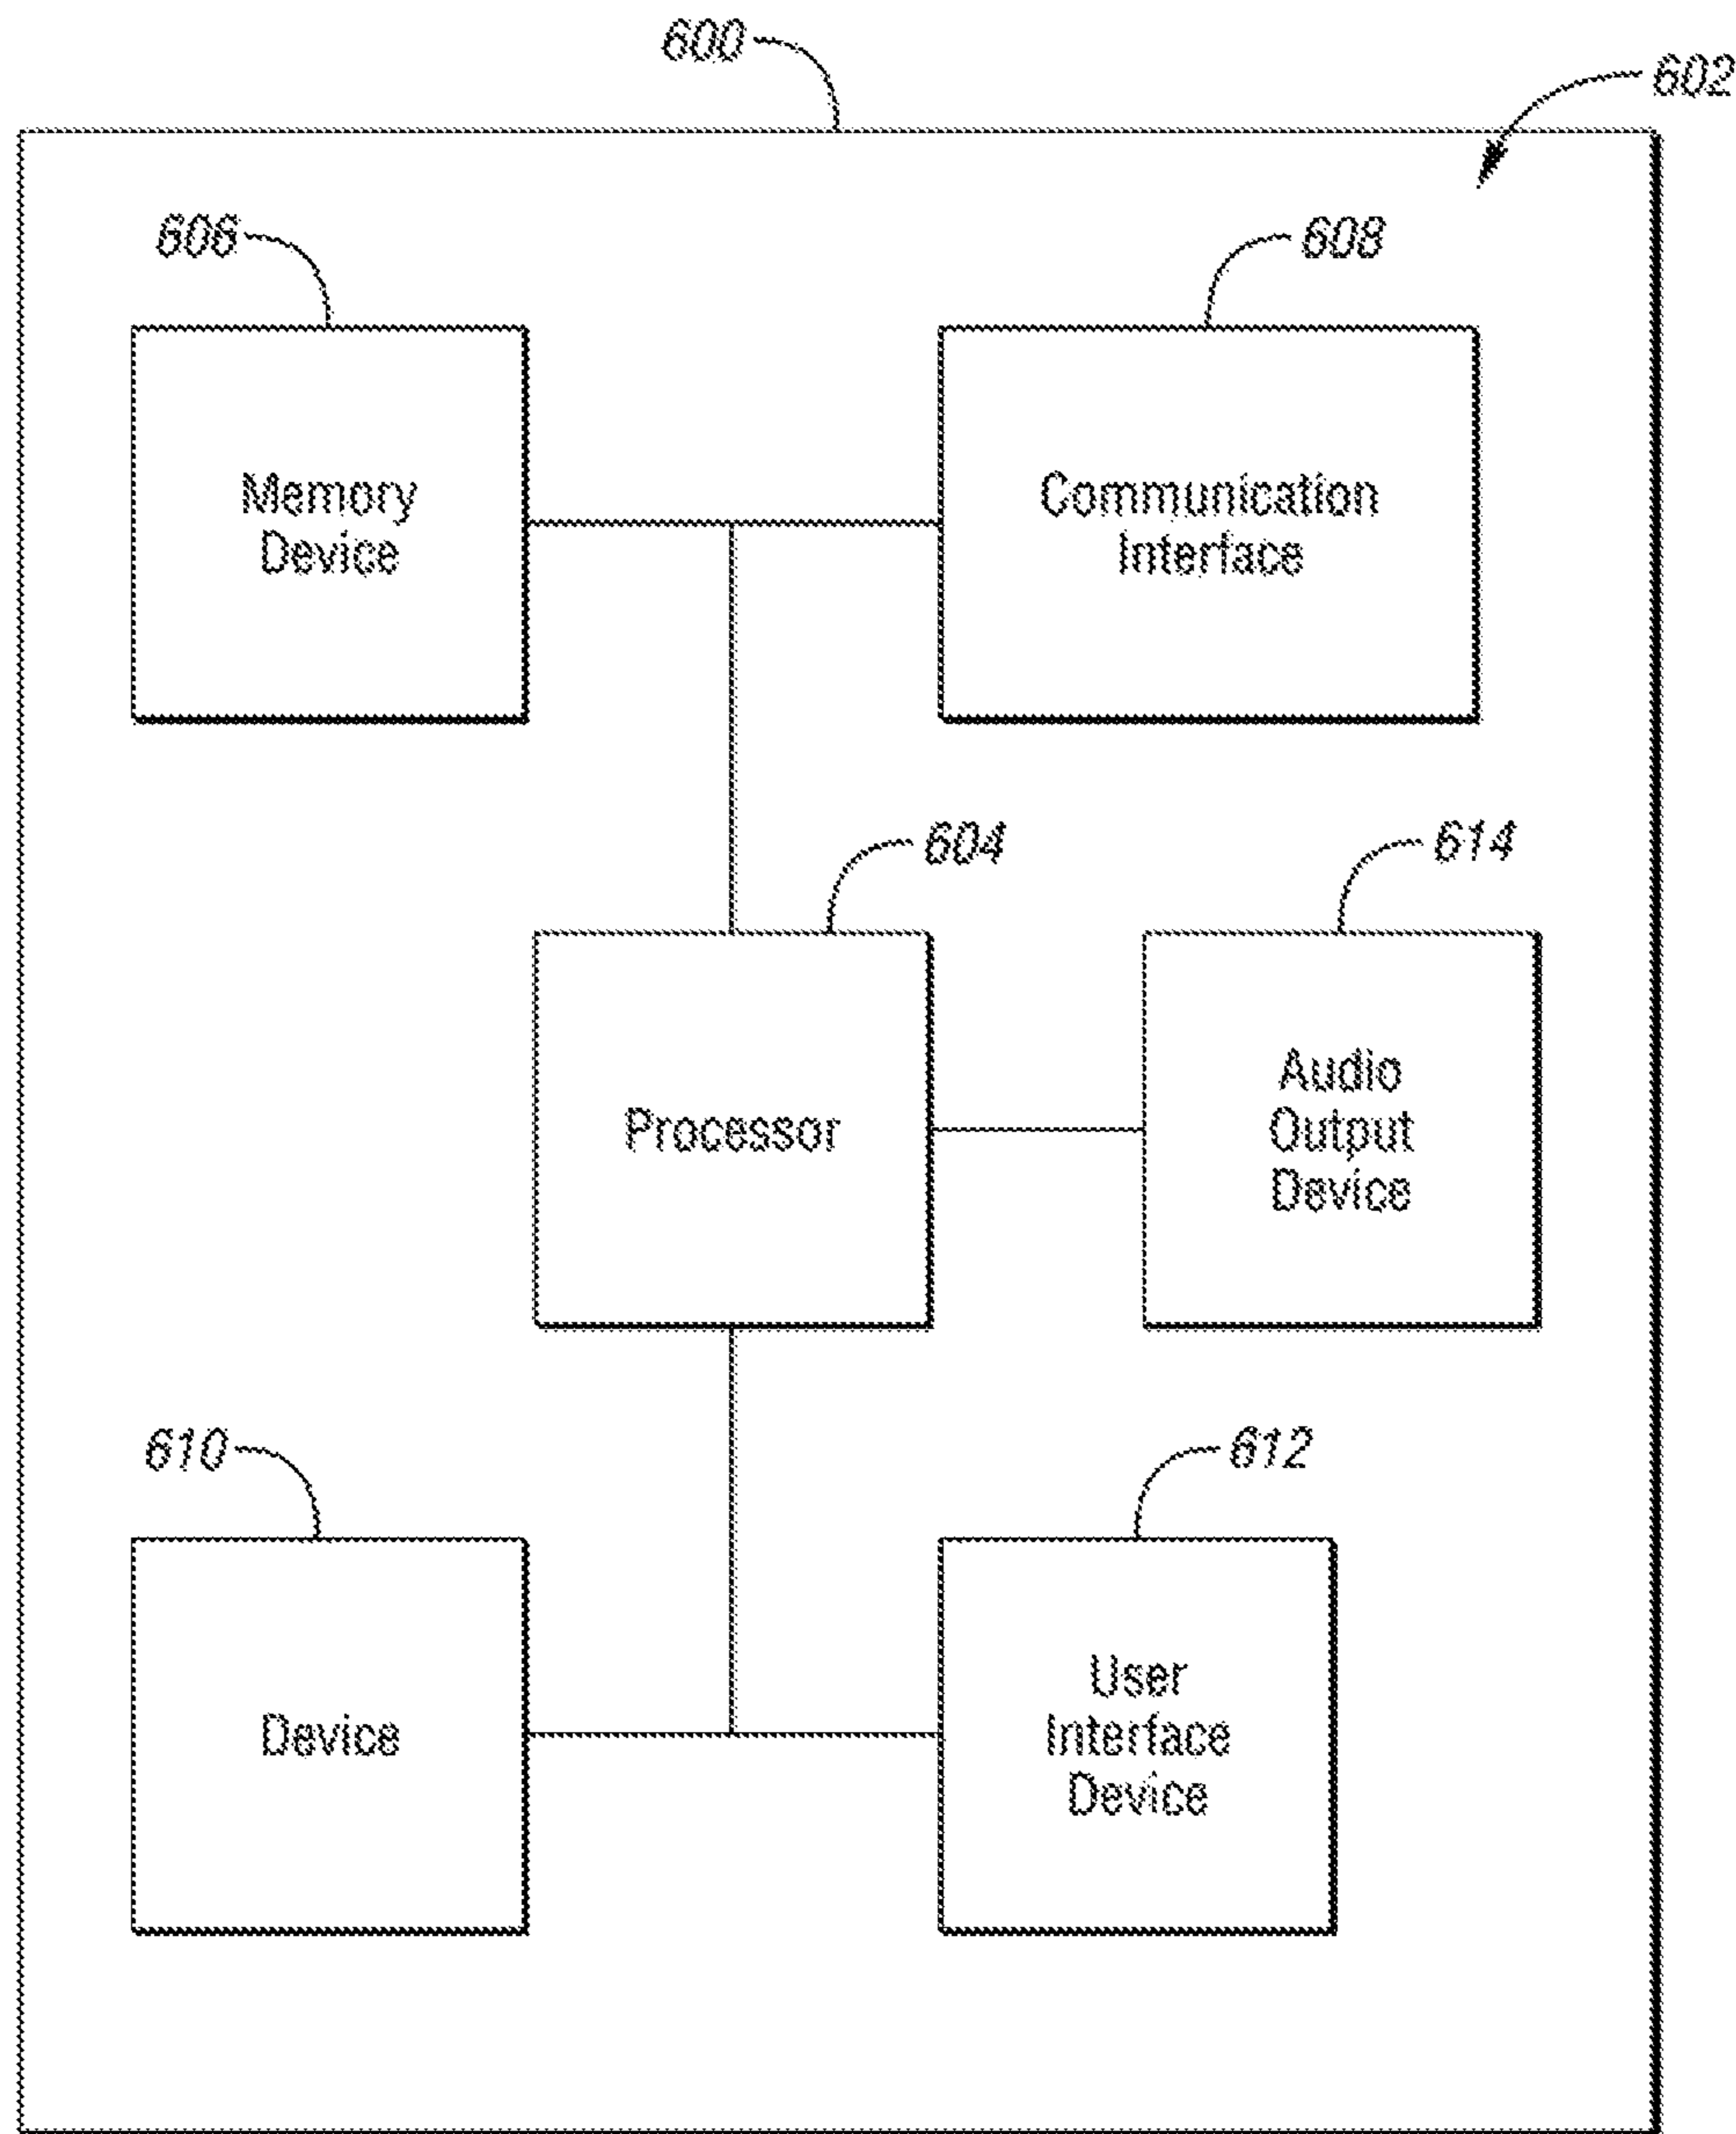 600
602
606
608
Memory
Device
Communication
Interface
604
614
Processor
Audio
Output
Device
610
612
Device
User
Interface
Device